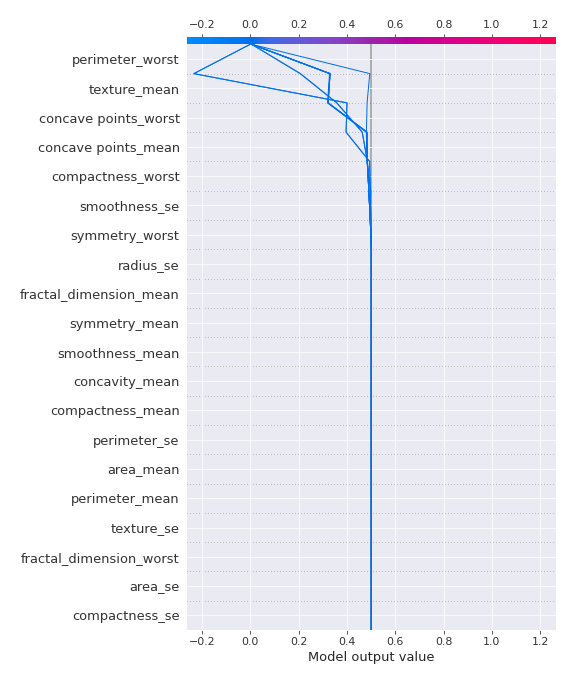 −0.2 0.0 0.2 0.4 0.6 0.8 1.0 1.2
perimeter_worst
texture_mean
concave points_worst
concave points_mean
compactness_worst
smoothness_se
symmetry_worst
radius_se
fractal_dimension_mean
symmetry_mean
smoothness_mean
concavity_mean
compactness_mean
perimeter_se
area_mean
perimeter_mean
texture_se
fractal_dimension_worst
area_se
compactness_se
−0.2 0.0 0.2 0.4 0.6 0.8 1.0 1.2
Model output value